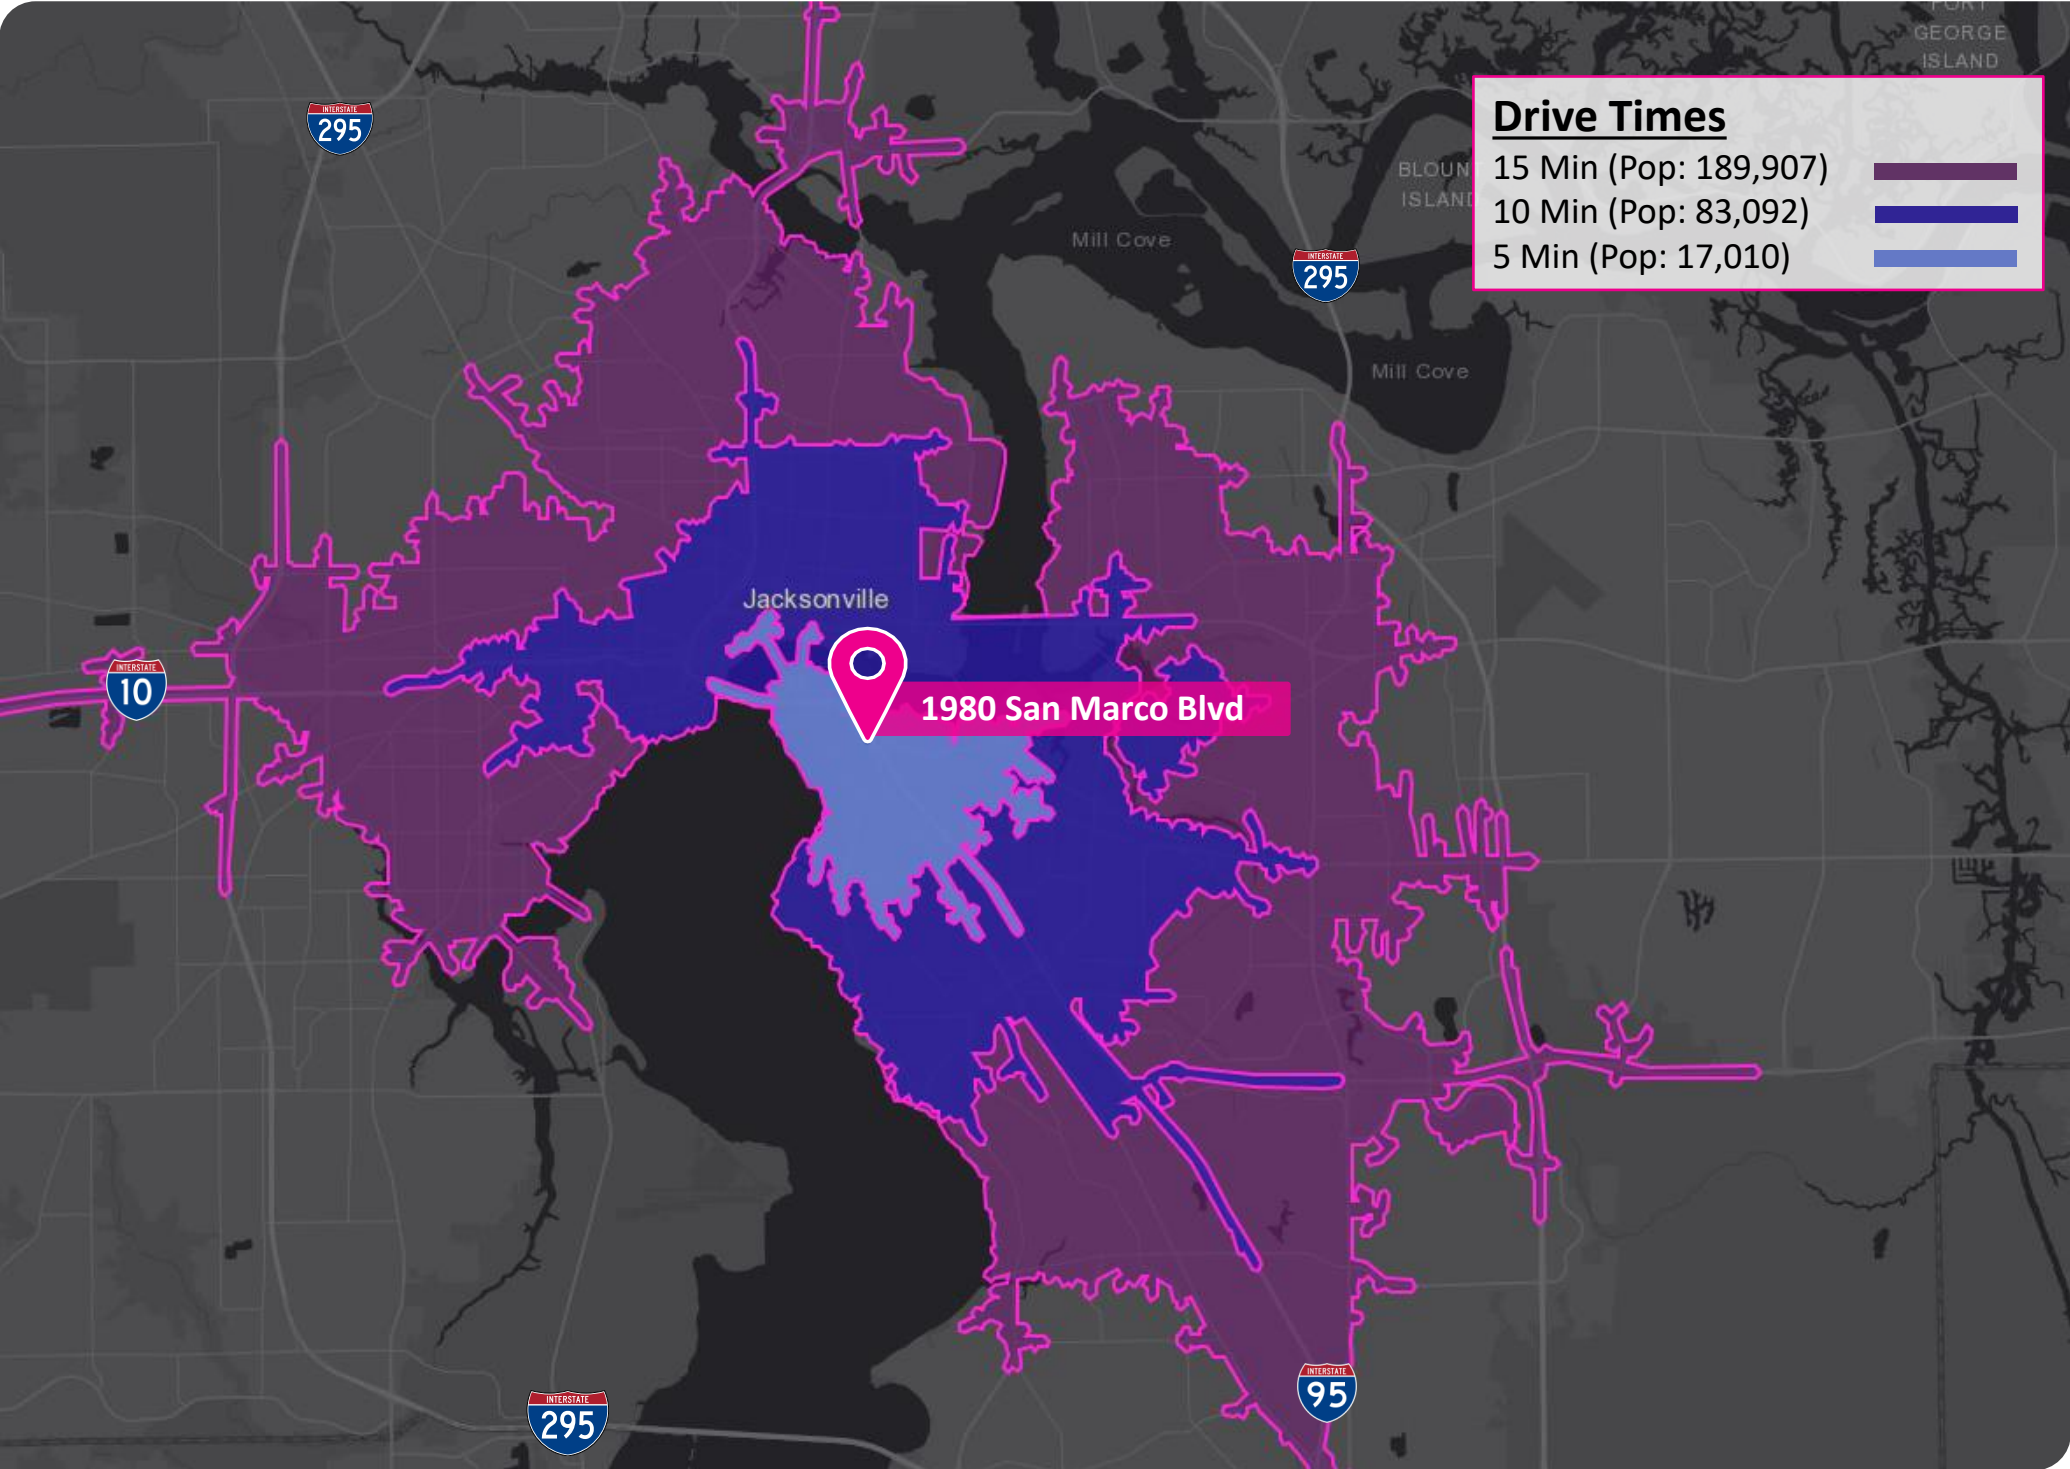 PORT
GEORGE
ISLAND
INTERSTATE
295
Drive Times
15 Min (Pop: 189,907)
10 Min (Pop: 83,092)
5 Min (Pop: 17,010)
BLOUN
ISLAND
Mill Cove
INTERSTATE
295
Mill Cove
Jacksonville
INTERSTATE
10
1980 San Marco Blvd
INTERSTATE
95
INTERSTATE
295